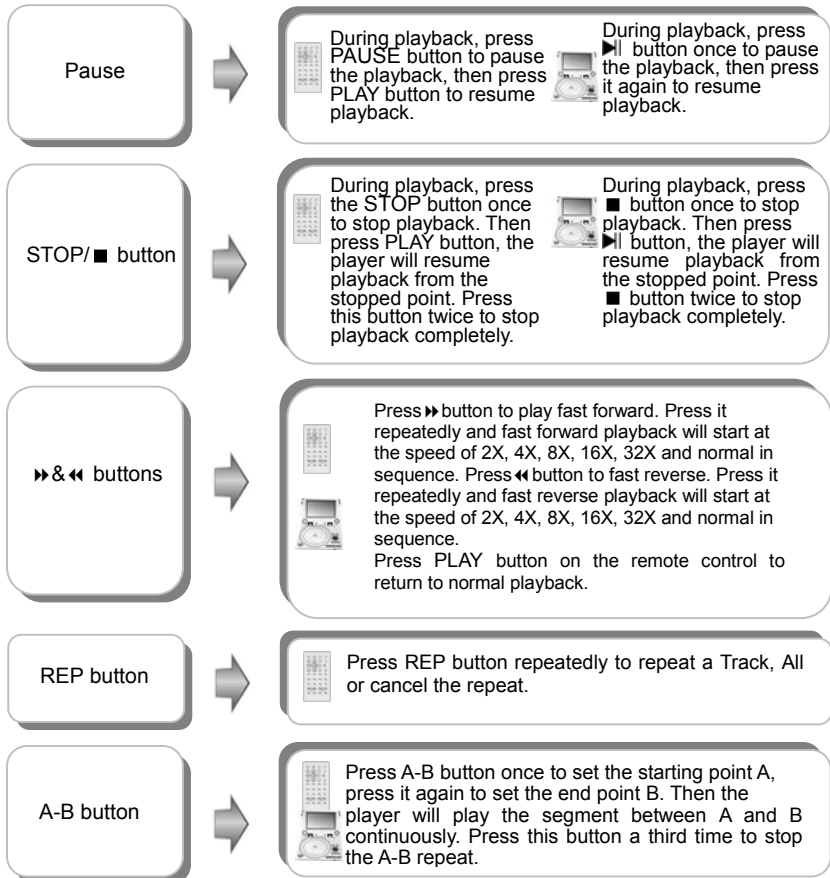 Pause
During playback, press
PAUSE button to pause
the playback, then press
PLAY button to resume
playback.
During playback, press
▶|| button once to pause
the playback, then press
it again to resume
playback.
STOP/ ■ button
During playback, press
the STOP button once
to stop playback. Then
press PLAY button, the
player will resume
playback from the
stopped point. Press
this button twice to stop
playback completely.
During playback, press
■ button once to stop
playback. Then press
▶|| button, the player will
resume playback from
the stopped point. Press
■ button twice to stop
playback completely.
▸▸&◂◂ buttons
Press ▸▸ button to play fast forward. Press it
repeatedly and fast forward playback will start at
the speed of 2X, 4X, 8X, 16X, 32X and normal in
sequence. Press ◂◂ button to fast reverse. Press it
repeatedly and fast reverse playback will start at
the speed of 2X, 4X, 8X, 16X, 32X and normal in
sequence.
Press PLAY button on the remote control to
return to normal playback.
REP button
Press REP button repeatedly to repeat a Track, All
or cancel the repeat.
A-B button
Press A-B button once to set the starting point A,
press it again to set the end point B. Then the
player will play the segment between A and B
continuously. Press this button a third time to stop
the A-B repeat.